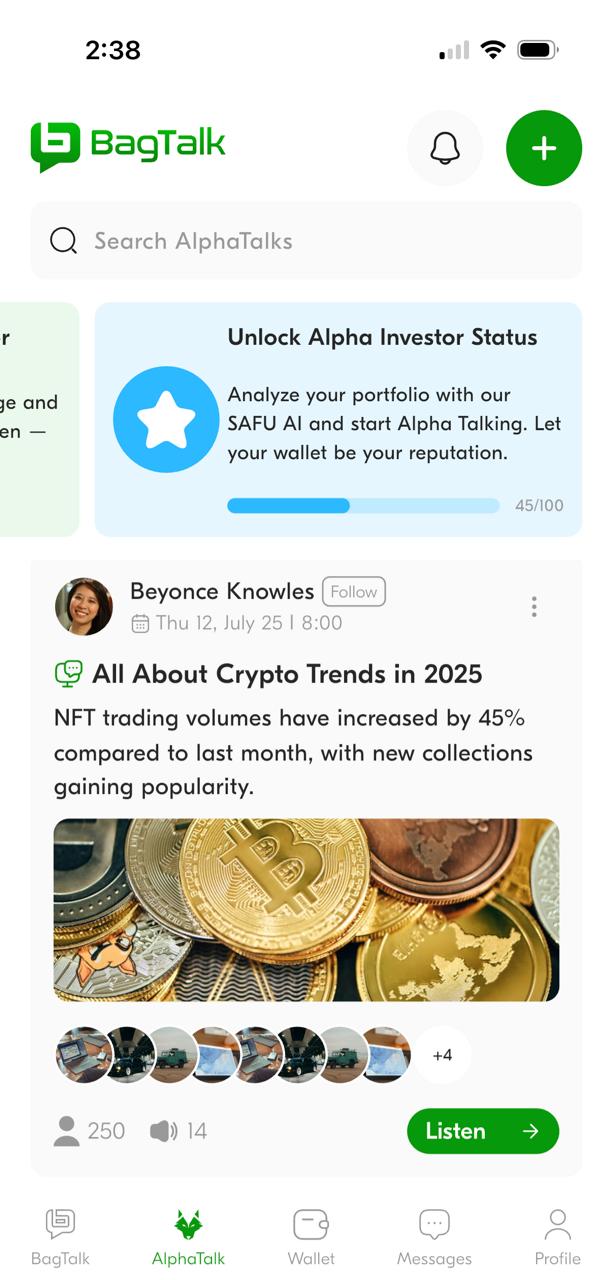 2:38
BagTalk
Search AlphaTalks
r
ge and
en —
Unlock Alpha Investor Status
Analyze your portfolio with our
SAFU AI and start Alpha Talking. Let
your wallet be your reputation.
45/100
Beyonce Knowles Follow
Thu 12, July 25 | 8:00
All About Crypto Trends in 2025
NFT trading volumes have increased by 45%
compared to last month, with new collections
gaining popularity.
+4
250 14 Listen
BagTalk AlphaTalk Wallet Messages Profile